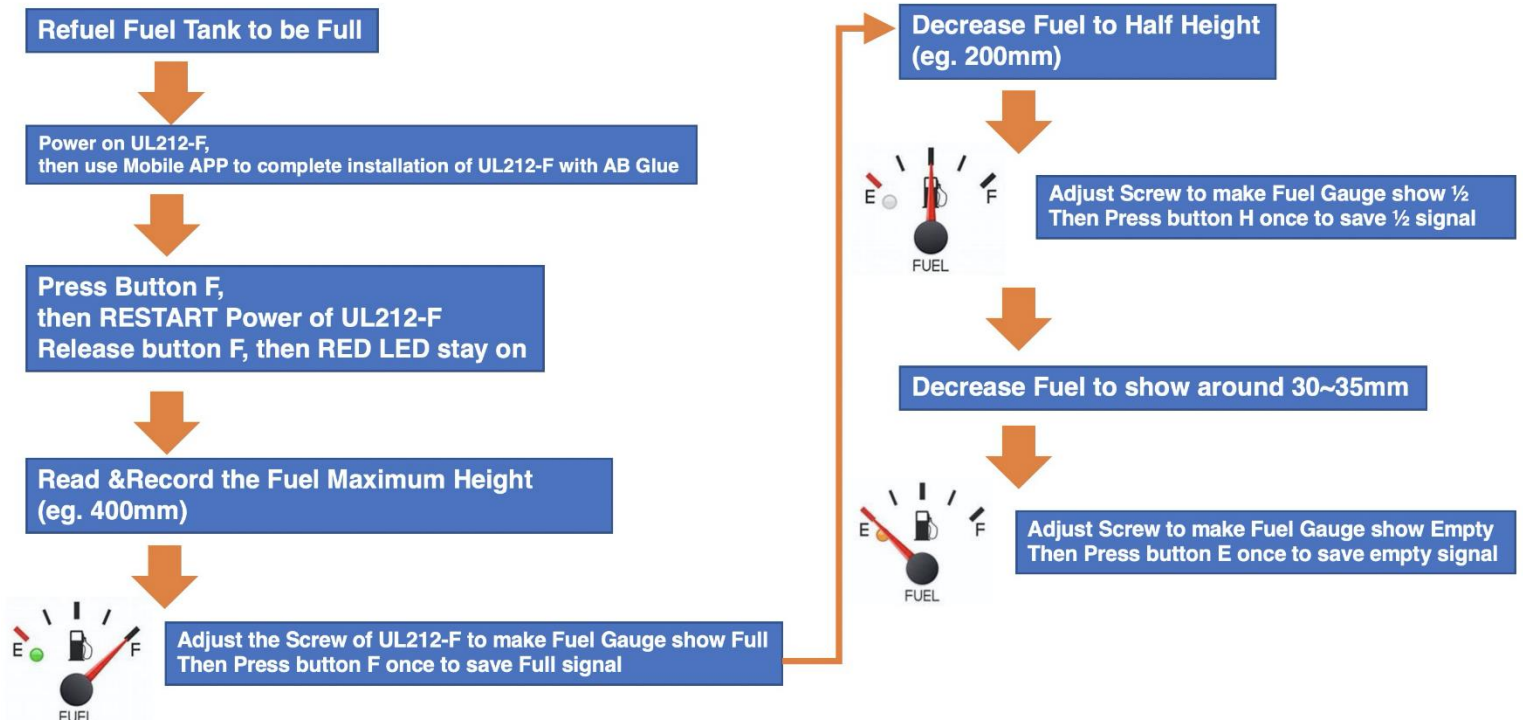 Refuel Fuel Tank to be Full
Power on UL212-F,
then use Mobile APP to complete installation of UL212-F with AB Glue
Press Button F,
then RESTART Power of UL212-F
Release button F, then RED LED stay on
Read &Record the Fuel Maximum Height
(eg. 400mm)
E
F
FUEL
Adjust the Screw of UL212-F to make Fuel Gauge show Full
Then Press button F once to save Full signal
Decrease Fuel to Half Height
(eg. 200mm)
E
F
FUEL
Adjust Screw to make Fuel Gauge show ½
Then Press button H once to save ½ signal
Decrease Fuel to show around 30~35mm
E
F
FUEL
Adjust Screw to make Fuel Gauge show Empty
Then Press button E once to save empty signal